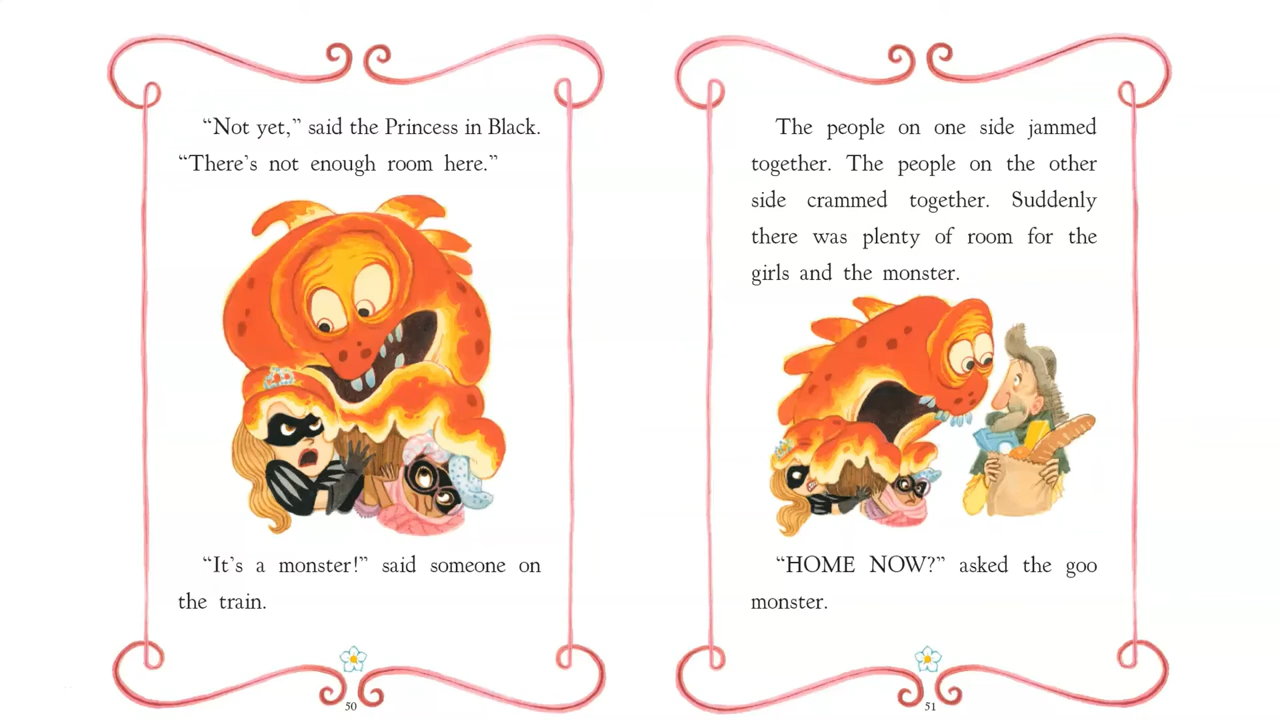 “Not yet,” said the Princess in Black.
“There’s not enough room here.”
“It’s a monster!” said someone on
the train.
50
The people on one side jammed
together. The people on the other
side crammed together. Suddenly
there was plenty of room for the
girls and the monster.
“HOME NOW?” asked the goo
monster.
51